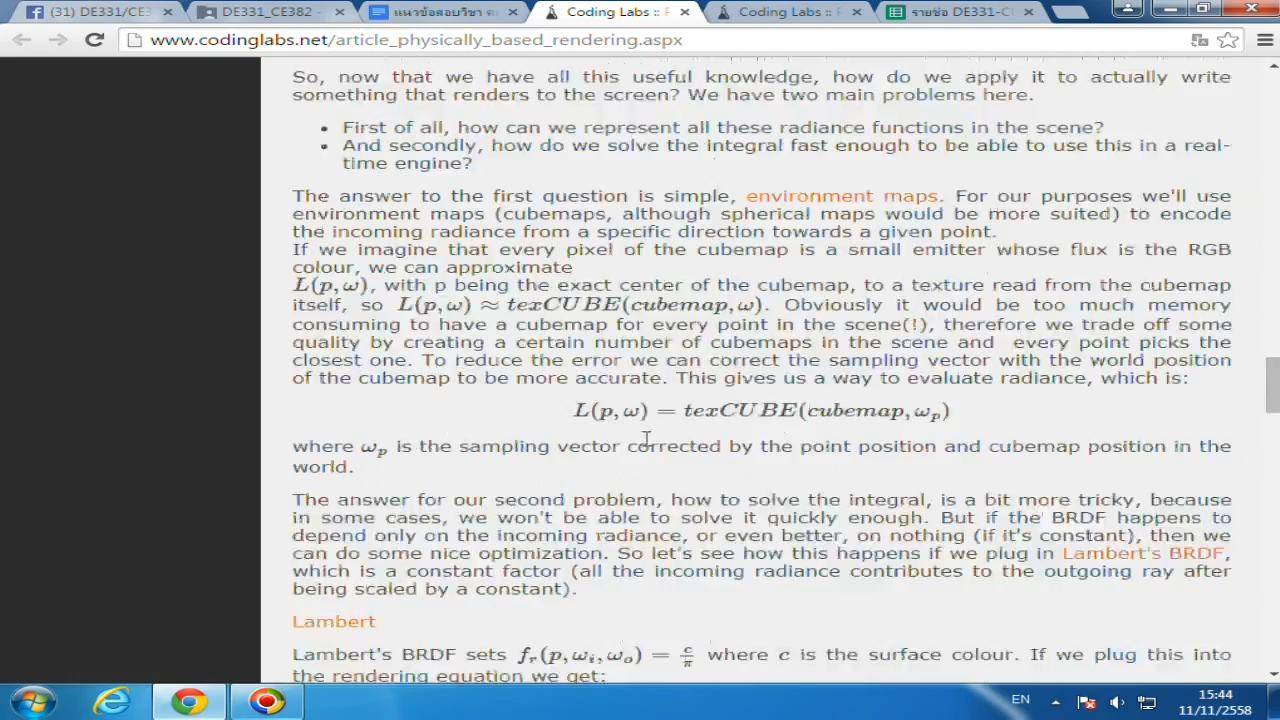 (31) DE331/CE3
DE331_CE382 -
แนวข้อสอบวิชา
Coding Labs :: F
Coding Labs :: F
รายชื่อ DE331-C
www.codinglabs.net/article_physically_based_rendering.aspx
So, now that we have all this useful knowledge, how do we apply it to actually write
something that renders to the screen? We have two main problems here.
• First of all, how can we represent all these radiance functions in the scene?
• And secondly, how do we solve the integral fast enough to be able to use this in a real-
time engine?
The answer to the first question is simple, environment maps. For our purposes we'll use
environment maps (cubemaps, although spherical maps would be more suited) to encode
the incoming radiance from a specific direction towards a given point.
If we imagine that every pixel of the cubemap is a small emitter whose flux is the RGB
colour, we can approximate
L(p, ω), with p being the exact center of the cubemap, to a texture read from the cubemap
itself, so L(p, ω) ≈ texCUBE(cubemap, ω). Obviously it would be too much memory
consuming to have a cubemap for every point in the scene(!), therefore we trade off some
quality by creating a certain number of cubemaps in the scene and every point picks the
closest one. To reduce the error we can correct the sampling vector with the world position
of the cubemap to be more accurate. This gives us a way to evaluate radiance, which is:
L(p, ω) = texCUBE(cubemap, ωₚ)
where ωₚ is the sampling vector corrected by the point position and cubemap position in the
world.
The answer for our second problem, how to solve the integral, is a bit more tricky, because
in some cases, we won't be able to solve it quickly enough. But if the BRDF happens to
depend only on the incoming radiance, or even better, on nothing (if it's constant), then we
can do some nice optimization. So let's see how this happens if we plug in Lambert's BRDF,
which is a constant factor (all the incoming radiance contributes to the outgoing ray after
being scaled by a constant).
Lambert
Lambert's BRDF sets fᵣ(p, ωᵢ, ωₒ) = c/π where c is the surface colour. If we plug this into
the rendering equation we get:
EN
15:44
11/11/2558